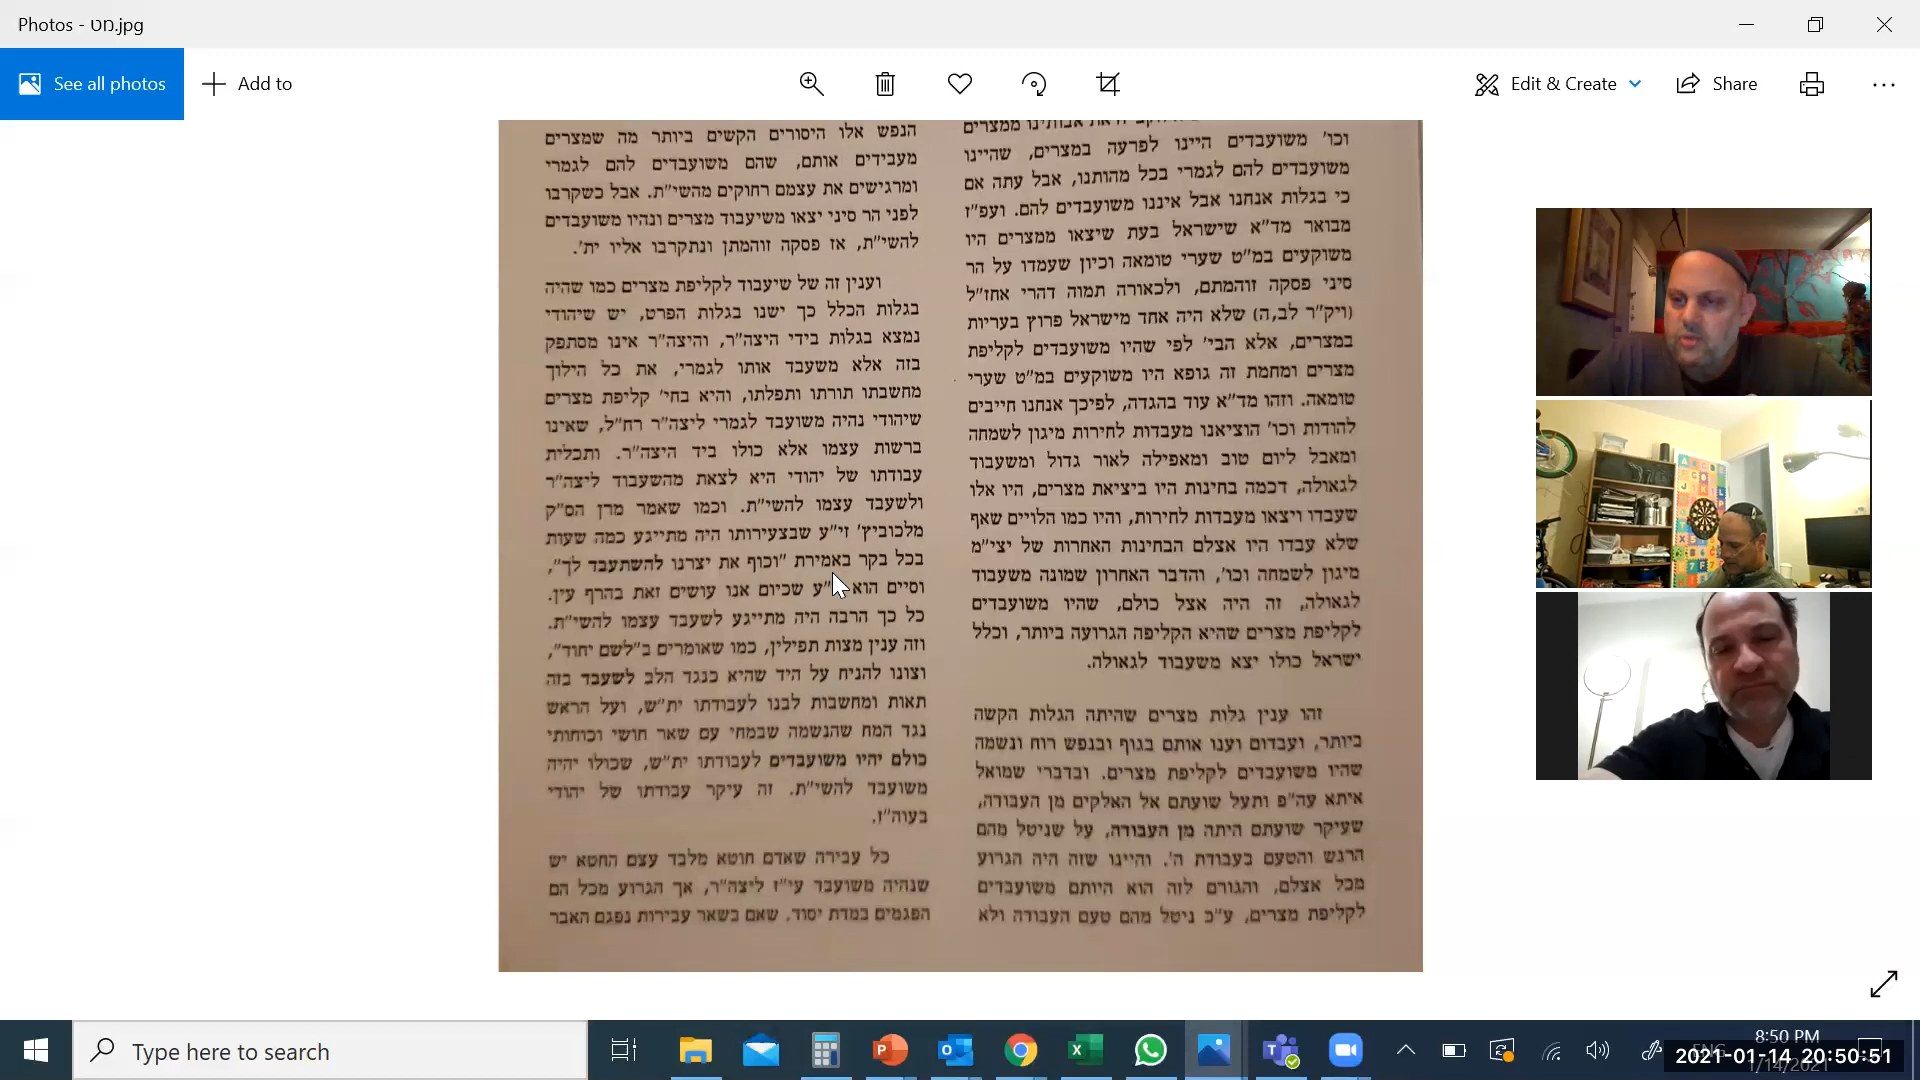 Photos - מט.jpg
See all photos
Add to
Edit & Create
Share
את אבותינו ממצרים
וכו' משועבדים היינו לפרעה במצרים, שהיינו
משועבדים להם לגמרי בכל מהותנו, אבל עתה אם
כי בגלות אנחנו אבל איננו משועבדים להם. ועפ"ז
מבואר מד"א שישראל בעת שיצאו ממצרים היו
משוקעים במ"ט שערי טומאה וכיון שעמדו על הר
סיני פסקה זוהמתם, ולכאורה תמוה דהרי אחז"ל
(ויק"ר לב,ה) שלא היה אחד מישראל פרוץ בעריות
במצרים, אלא הבי' לפי שהיו משועבדים לקליפת
מצרים ומחמת זה גופא היו משוקעים במ"ט שערי
טומאה. וזהו מד"א עוד בהגדה, לפיכך אנחנו חייבים
להודות וכו' הוציאנו מעבדות לחירות מיגון לשמחה
ומאבל ליום טוב ומאפילה לאור גדול ומשעבוד
לגאולה, דכמה בחינות היו ביציאת מצרים, היו אלו
שעבדו ויצאו מעבדות לחירות, והיו כמו הלויים שאף
שלא עבדו היו אצלם הבחינות האחרות של יצי"מ
מיגון לשמחה וכו', והדבר האחרון שמונה משעבוד
לגאולה, זה היה אצל כולם, שהיו משועבדים
לקליפת מצרים שהיא הקליפה הגרועה ביותר, וכלל
ישראל כולו יצא משעבוד לגאולה.
זהו ענין גלות מצרים שהיתה הגלות הקשה
ביותר, ועבדום וענו אותם בגוף ובנפש רוח ונשמה
שהיו משועבדים לקליפת מצרים. ובדברי שמואל
איתא עה"פ ותעל שועתם אל האלקים מן העבודה,
שעיקר שועתם היתה מן העבודה, על שניטל מהם
הרגש והטעם בעבודת ה'. והיינו שזה היה הגרוע
מכל אצלם, והגורם לזה הוא היותם משועבדים
לקליפת מצרים, ע"כ ניטל מהם טעם העבודה ולא
הנפש אלו היסורים הקשים ביותר מה שמצרים
מעבידים אותם, שהם משועבדים להם לגמרי
ומרגישים את עצמם רחוקים מהשי"ת. אבל כשקרבו
לפני הר סיני יצאו משיעבוד מצרים ונהיו משועבדים
להשי"ת, אז פסקה זוהמתן ונתקרבו אליו ית'.
וענין זה של שיעבוד לקליפת מצרים כמו שהיה
בגלות הכלל כך ישנו בגלות הפרט, יש שיהודי
נמצא בגלות בידי היצה"ר, והיצה"ר אינו מסתפק
בזה אלא משעבד אותו לגמרי, את כל הילוך
מחשבתו תורתו ותפלתו, והיא בחי' קליפת מצרים
שיהודי נהיה משועבד לגמרי ליצה"ר רח"ל, שאינו
ברשות עצמו אלא כולו ביד היצה"ר. ותכלית
עבודתו של יהודי היא לצאת מהשעבוד ליצה"ר
ולשעבד עצמו להשי"ת. וכמו שאמר מרן הס"ק
מלכוביץ' זי"ע שבצעירותו היה מתייגע כמה שעות
בכל בקר באמירת "וכוף את יצרנו להשתעבד לך",
וסיים הוא "ע שכיום אנו עושים זאת בהרף עין.
כל כך הרבה היה מתייגע לשעבד עצמו להשי"ת.
וזה ענין מצות תפילין, כמו שאומרים ב"לשם יחוד",
וצונו להניח על היד שהיא כנגד הלב לשעבד בזה
תאות ומחשבות לבנו לעבודתו ית"ש, ועל הראש
נגד המח שהנשמה שבמחי עם שאר חושי וכוחותי
כולם יהיו משועבדים לעבודתו ית"ש, שכולו יהיה
משועבד להשי"ת. זה עיקר עבודתו של יהודי
בעוה"ז.
כל עבירה שאדם חוטא מלבד עצם החטא יש
שנהיה משועבד עי"ז ליצה"ר, אך הגרוע מכל הם
הפגמים במדת יסוד. שאם בשאר עבירות נפגם האבר
Type here to search
8:50 PM
2021-01-14 20:50:51